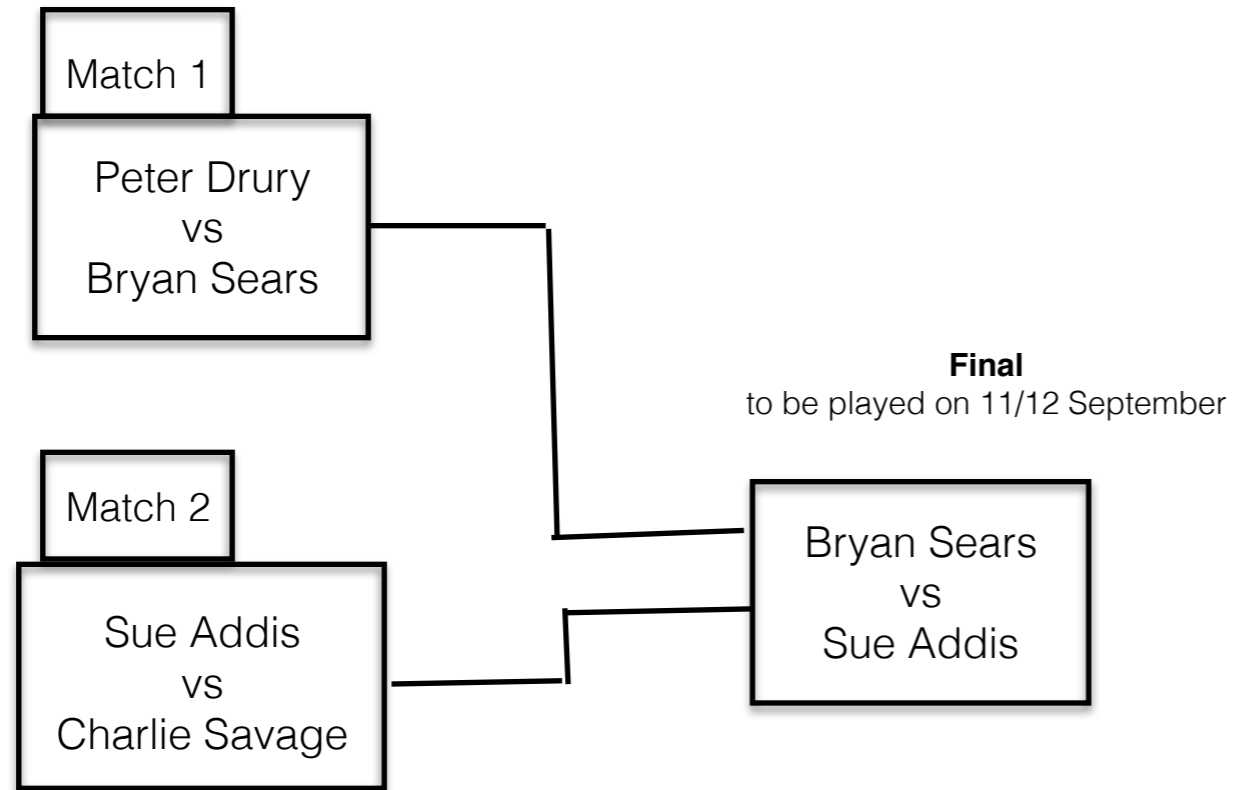 Match 1
Peter Drury
vs
Bryan Sears
Match 2
Sue Addis
vs
Charlie Savage
Final
to be played on 11/12 September
Bryan Sears
vs
Sue Addis